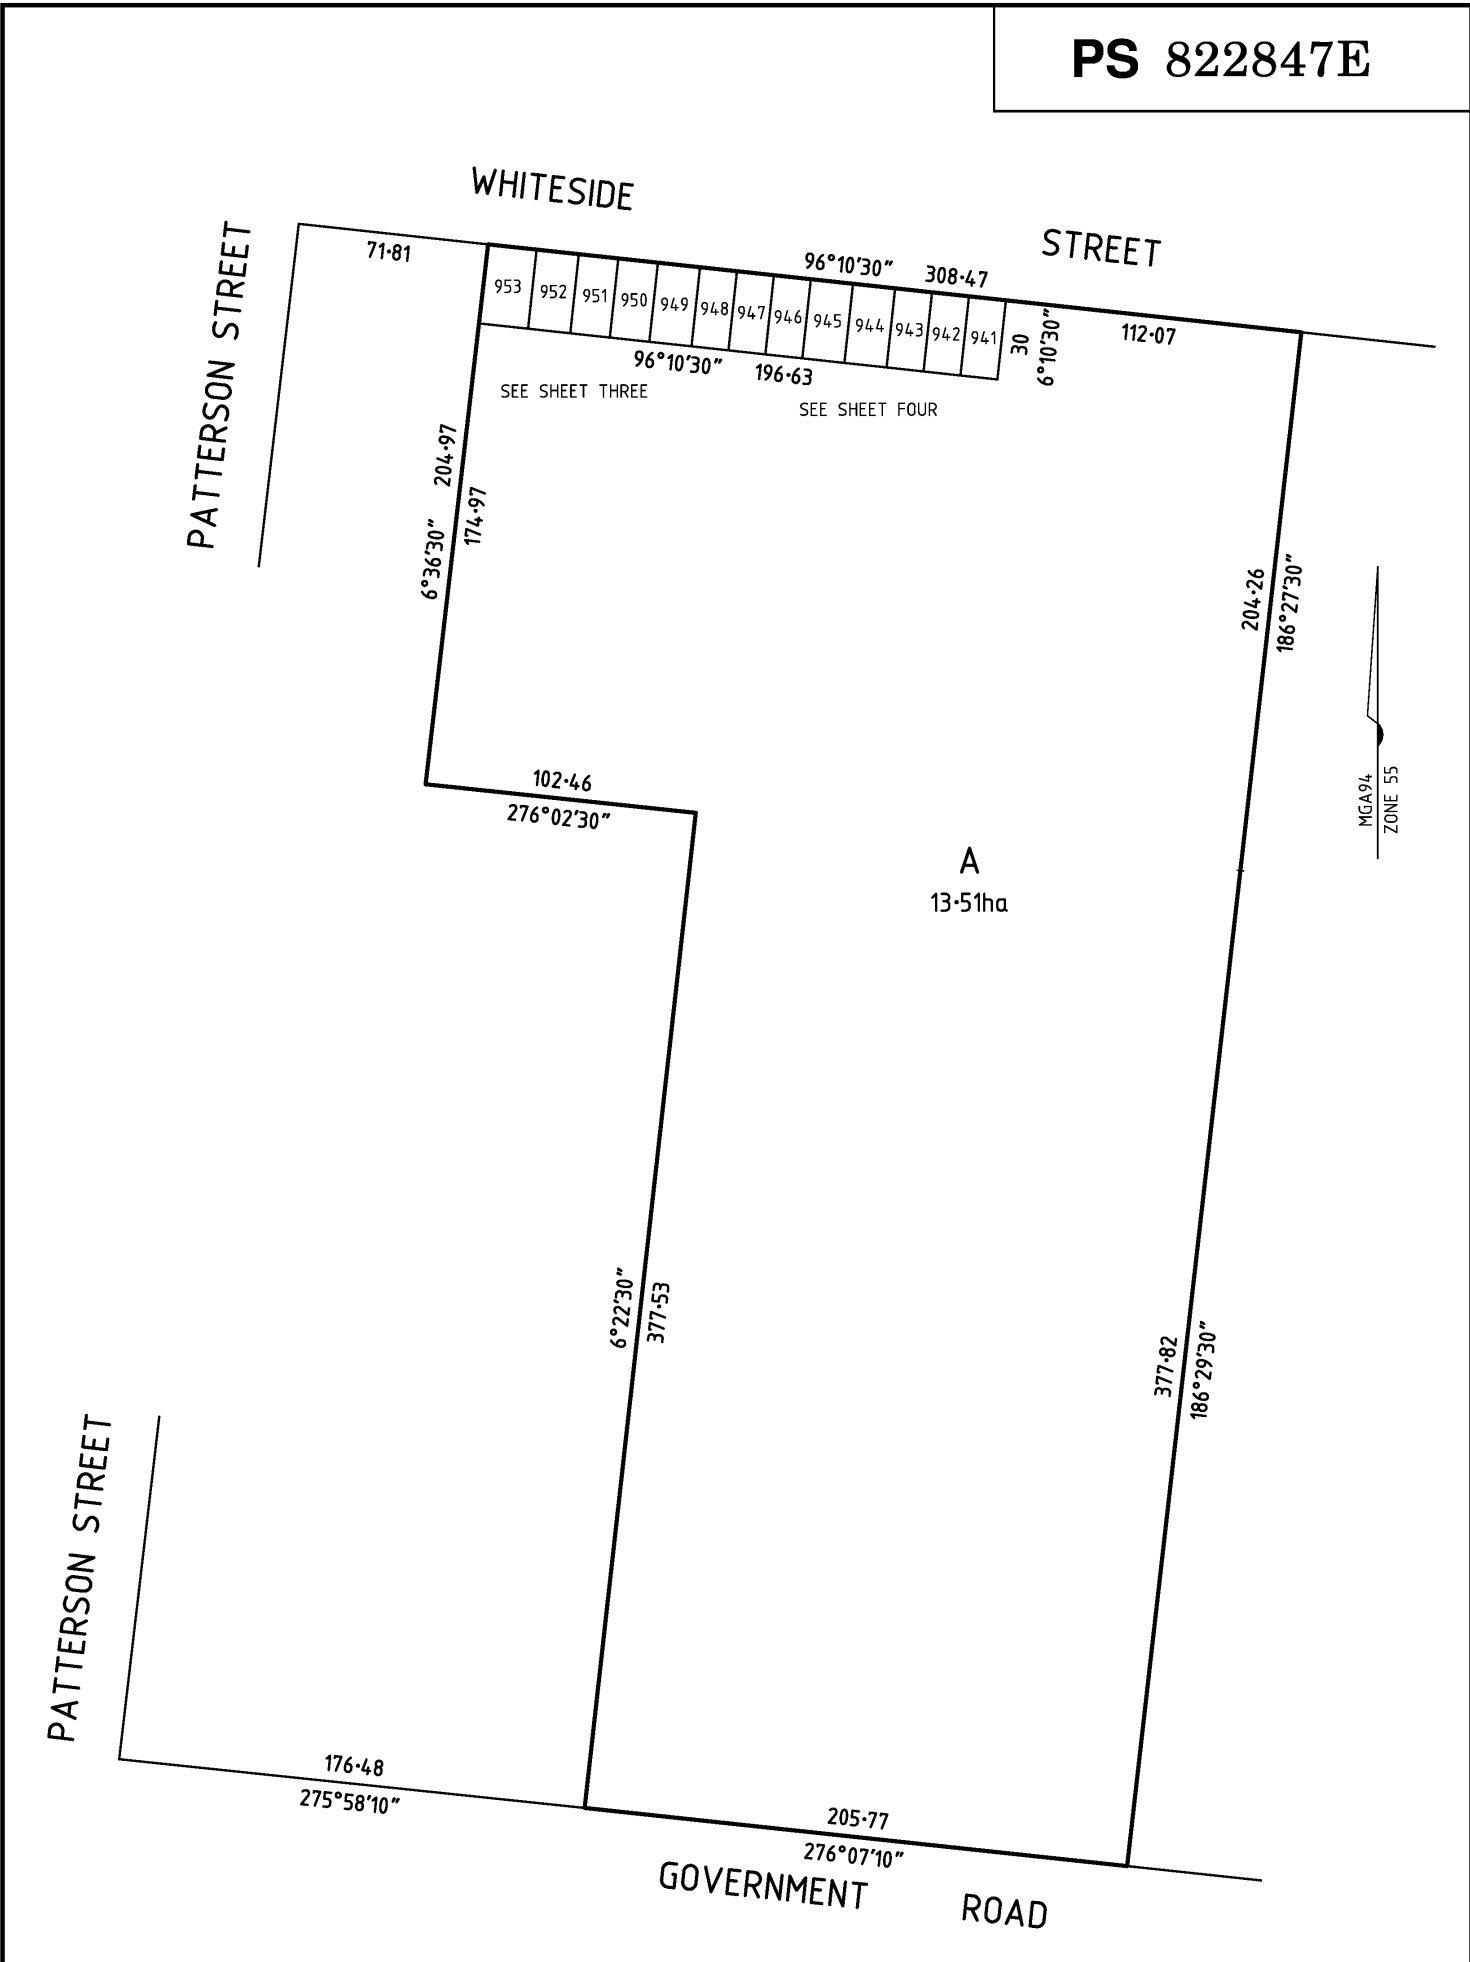 PS 822847E
WHITESIDE
STREET
PATTERSON STREET
71·81
96°10'30" 308·47
112·07
953 952 951 950 949 948 947 946 945 944 943 942 941
30
6°10'30"
96°10'30" 196·63
SEE SHEET THREE
SEE SHEET FOUR
204·97
174·97
6°36'30"
204·26
186°27'30"
MGA94
ZONE 55
102·46
276°02'30"
A
13·51ha
6°22'30"
377·53
377·82
186°29'30"
PATTERSON STREET
176·48
275°58'10"
205·77
276°07'10"
GOVERNMENT ROAD